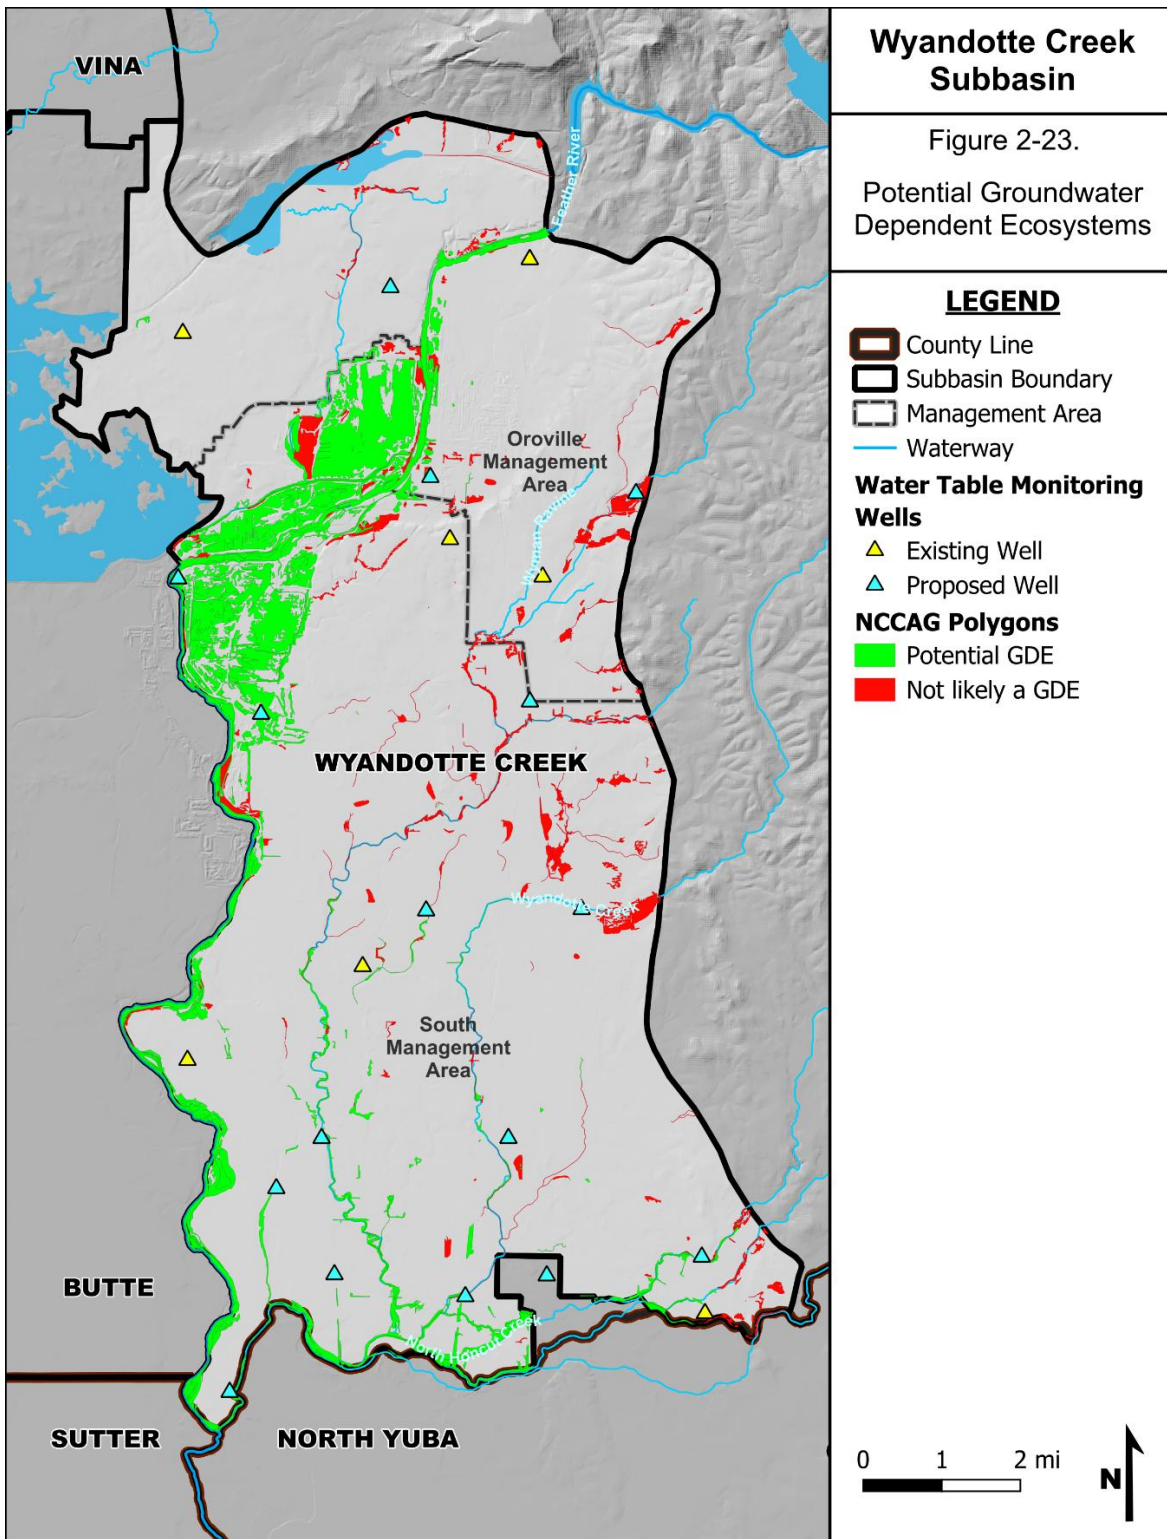 VINA
Feather River
Oroville
Management
Area
Wyman Ravine
WYANDOTTE CREEK
Wyandotte Creek
South
Management
Area
BUTTE
North Honcut Creek
SUTTER
NORTH YUBA
Wyandotte Creek
Subbasin
Figure 2-23.
Potential Groundwater
Dependent Ecosystems
LEGEND
County Line
Subbasin Boundary
Management Area
Waterway
Water Table Monitoring
Wells
Existing Well
Proposed Well
NCCAG Polygons
Potential GDE
Not likely a GDE
0 1 2 mi
N